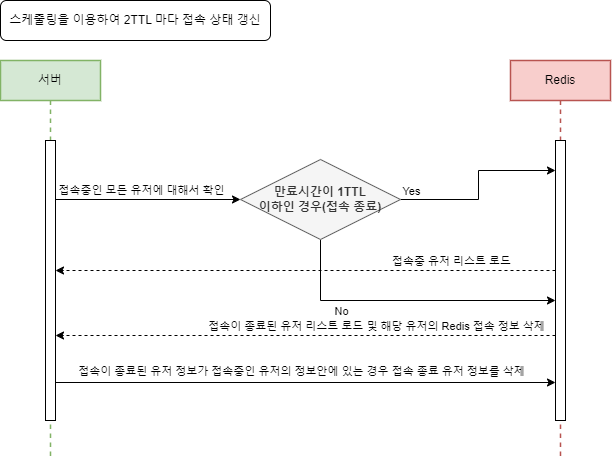 스케줄링을 이용하여 2TTL 마다 접속 상태 갱신
서버
Redis
접속중인 모든 유저에 대해서 확인
만료시간이 1TTL
이하인 경우(접속 종료)
Yes
접속중 유저 리스트 로드
No
접속이 종료된 유저 리스트 로드 및 해당 유저의 Redis 접속 정보 삭제
접속이 종료된 유저 정보가 접속중인 유저의 정보안에 있는 경우 접속 종료 유저 정보를 삭제